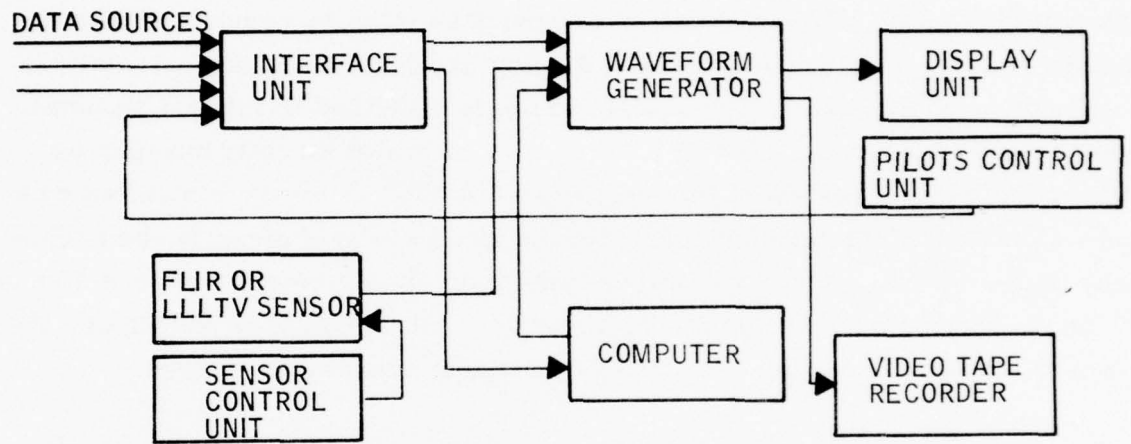 DATA SOURCES
INTERFACE
UNIT
WAVEFORM
GENERATOR
DISPLAY
UNIT
PILOTS CONTROL
UNIT
FLIR OR
LLLTV SENSOR
SENSOR
CONTROL
UNIT
COMPUTER
VIDEO TAPE
RECORDER